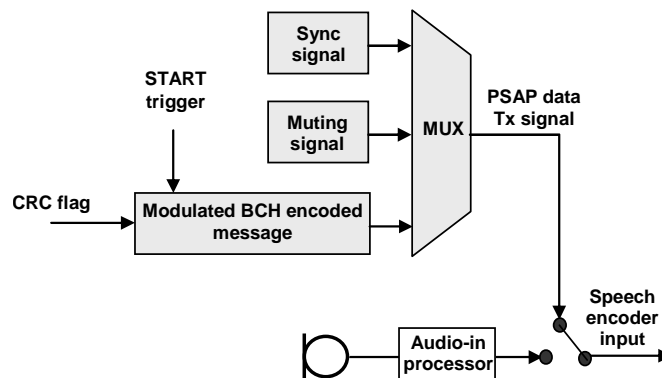 Sync
signal
START
trigger
PSAP data
Tx signal
Muting
signal
MUX
CRC flag
Modulated BCH encoded
message
Speech
encoder
input
Audio-in
processor